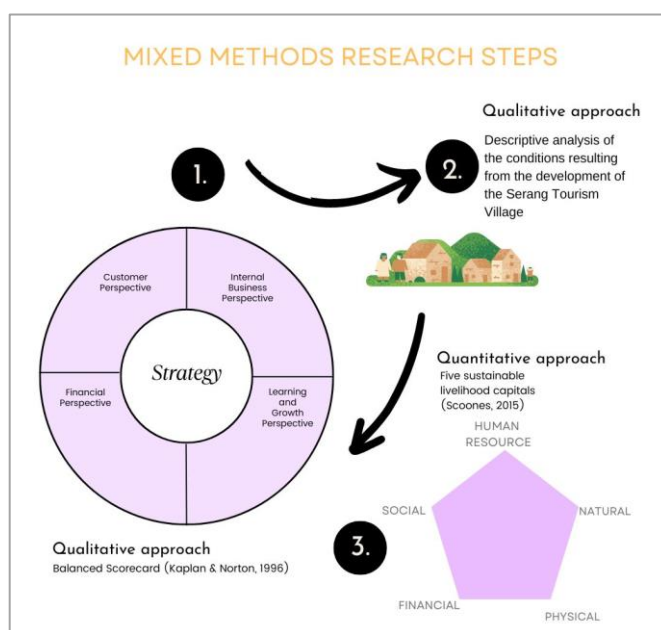 MIXED METHODS RESEARCH STEPS
1.
Customer
Perspective
Internal
Business
Perspective
Strategy
Financial
Perspective
Learning
and
Growth
Perspective
Qualitative approach
Balanced Scorecard (Kaplan & Norton, 1996)
2.
Qualitative approach
Descriptive analysis of
the conditions resulting
from the development of
the Serang Tourism
Village
3.
Quantitative approach
Five sustainable
livelihood capitals
(Scoones, 2015)
HUMAN
RESOURCE
SOCIAL
NATURAL
FINANCIAL
PHYSICAL